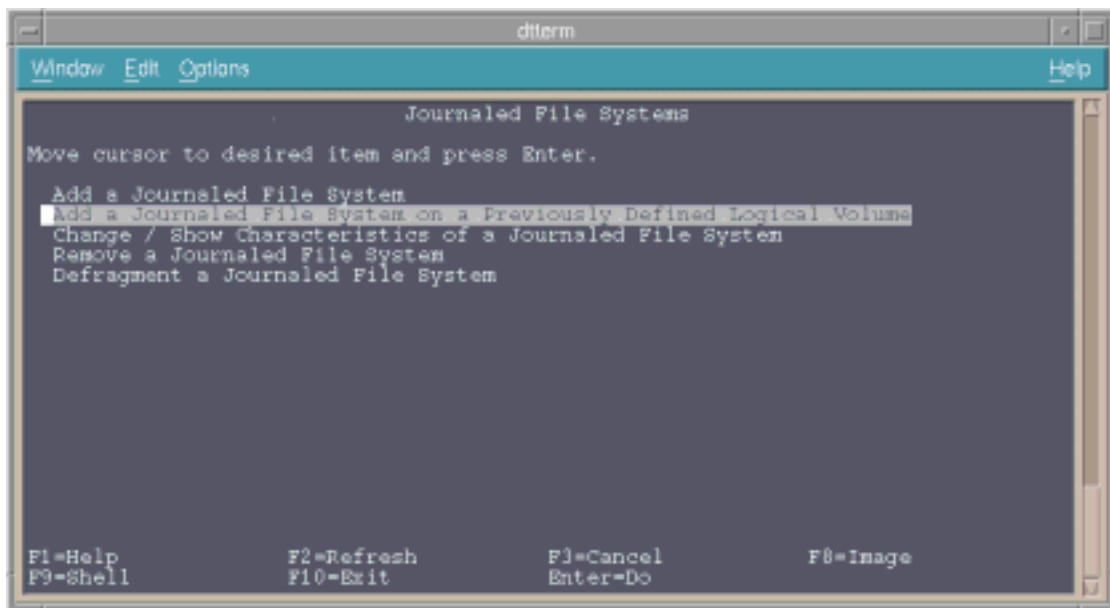 dtterm
Window Edit Options Help
Journaled File Systems
Move cursor to desired item and press Enter.
Add a Journaled File System
Add a Journaled File System on a Previously Defined Logical Volume
Change / Show Characteristics of a Journaled File System
Remove a Journaled File System
Defragment a Journaled File System
F1=Help F2=Refresh F3=Cancel F8=Image
F9=Shell F10=Exit Enter=Do